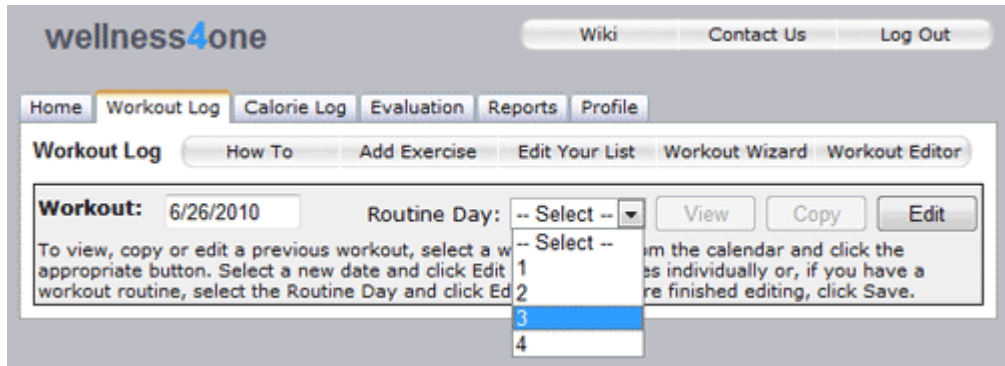 wellness4one
Wiki Contact Us Log Out
Home Workout Log Calorie Log Evaluation Reports Profile
Workout Log How To Add Exercise Edit Your List Workout Wizard Workout Editor
Workout: 6/26/2010 Routine Day: -- Select -- View Copy Edit
-- Select --
1
2
3
4
To view, copy or edit a previous workout, select a w m the calendar and click the
appropriate button. Select a new date and click Edit es individually or, if you have a
workout routine, select the Routine Day and click Ed re finished editing, click Save.